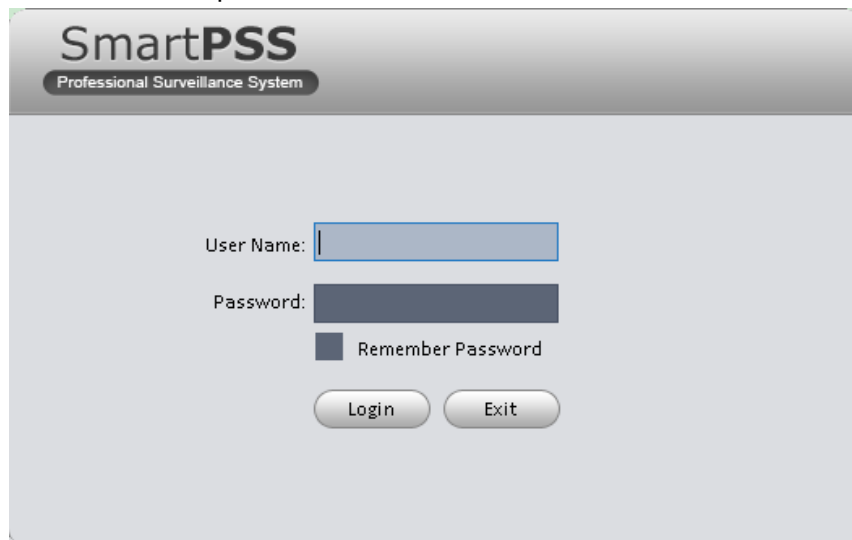 SmartPSS
Professional Surveillance System
User Name:
Password:
Remember Password
Login Exit